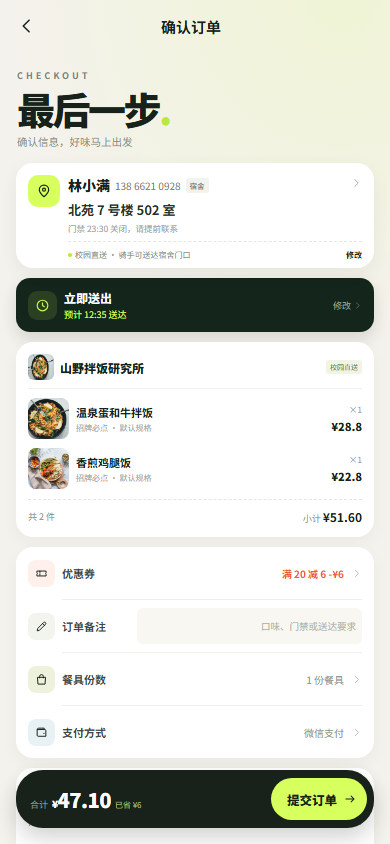 确认订单
CHECKOUT
最后一步.
确认信息，好味马上出发
林小满 138 6621 0928 宿舍
北苑 7 号楼 502 室
门禁 23:30 关闭，请提前联系
校园直送 · 骑手可送达宿舍门口 修改
立即送出
预计 12:35 送达
修改
山野拌饭研究所 校园直送
温泉蛋和牛拌饭 ×1
招牌必点 · 默认规格 ¥28.8
香煎鸡腿饭 ×1
招牌必点 · 默认规格 ¥22.8
共 2 件 小计 ¥51.60
优惠券 满 20 减 6 -¥6
订单备注 口味、门禁或送达要求
餐具份数 1 份餐具
支付方式 微信支付
合计 ¥47.10 已省 ¥6 提交订单 →